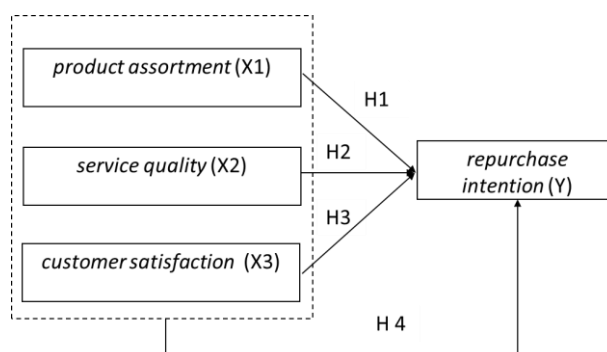 product assortment (X1)
H1
H2
service quality (X2)
repurchase
intention (Y)
H3
customer satisfaction (X3)
H 4